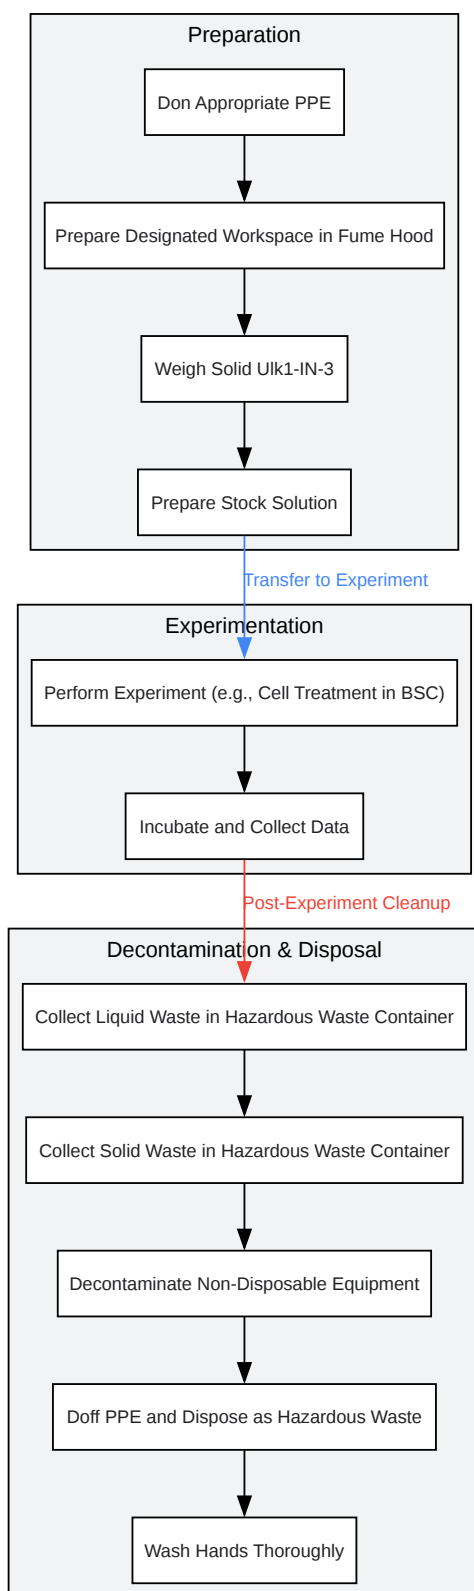 Preparation
Don Appropriate PPE
Prepare Designated Workspace in Fume Hood
Weigh Solid Ulk1-IN-3
Prepare Stock Solution
Transfer to Experiment
Experimentation
Perform Experiment (e.g., Cell Treatment in BSC)
Incubate and Collect Data
Post-Experiment Cleanup
Decontamination & Disposal
Collect Liquid Waste in Hazardous Waste Container
Collect Solid Waste in Hazardous Waste Container
Decontaminate Non-Disposable Equipment
Doff PPE and Dispose as Hazardous Waste
Wash Hands Thoroughly